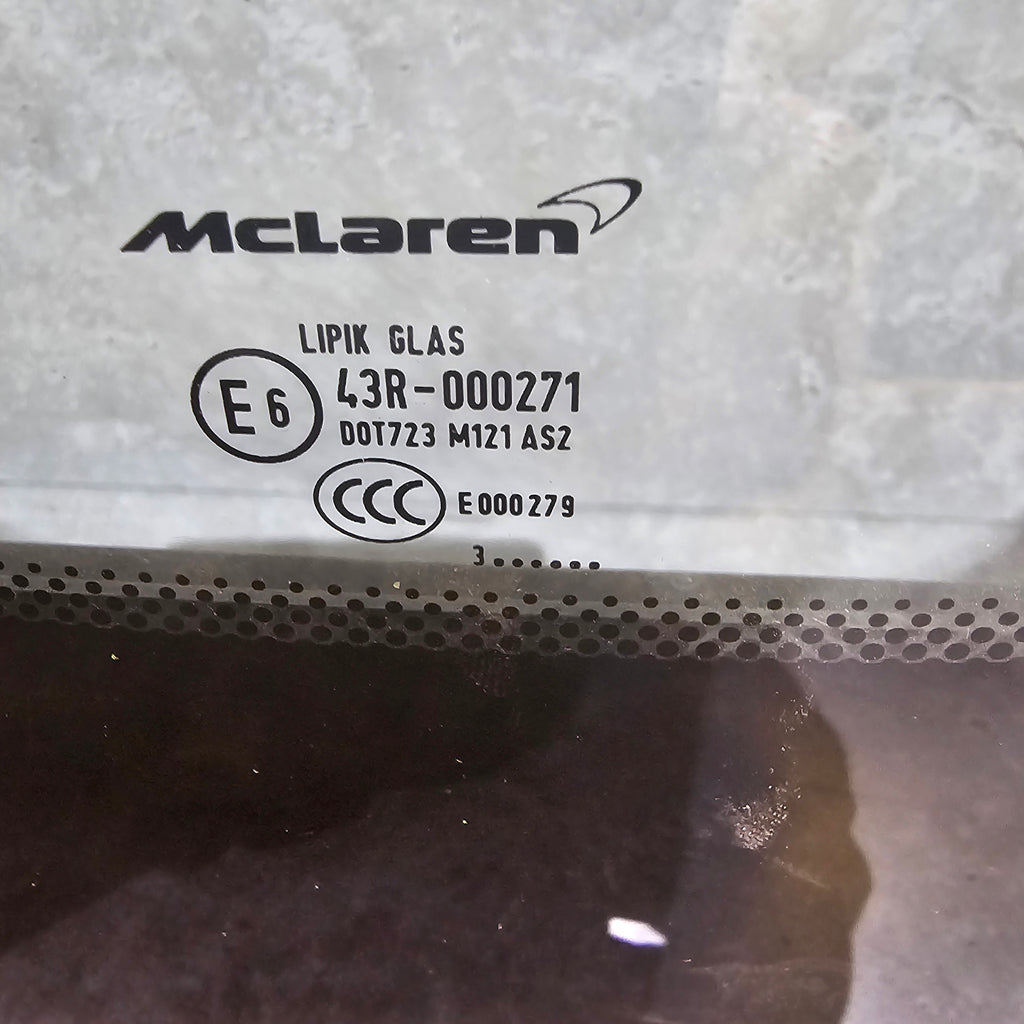 McLaren
LIPIK GLAS
E6 43R-000271
DOT723 M121 AS2
CCC E000279
3......